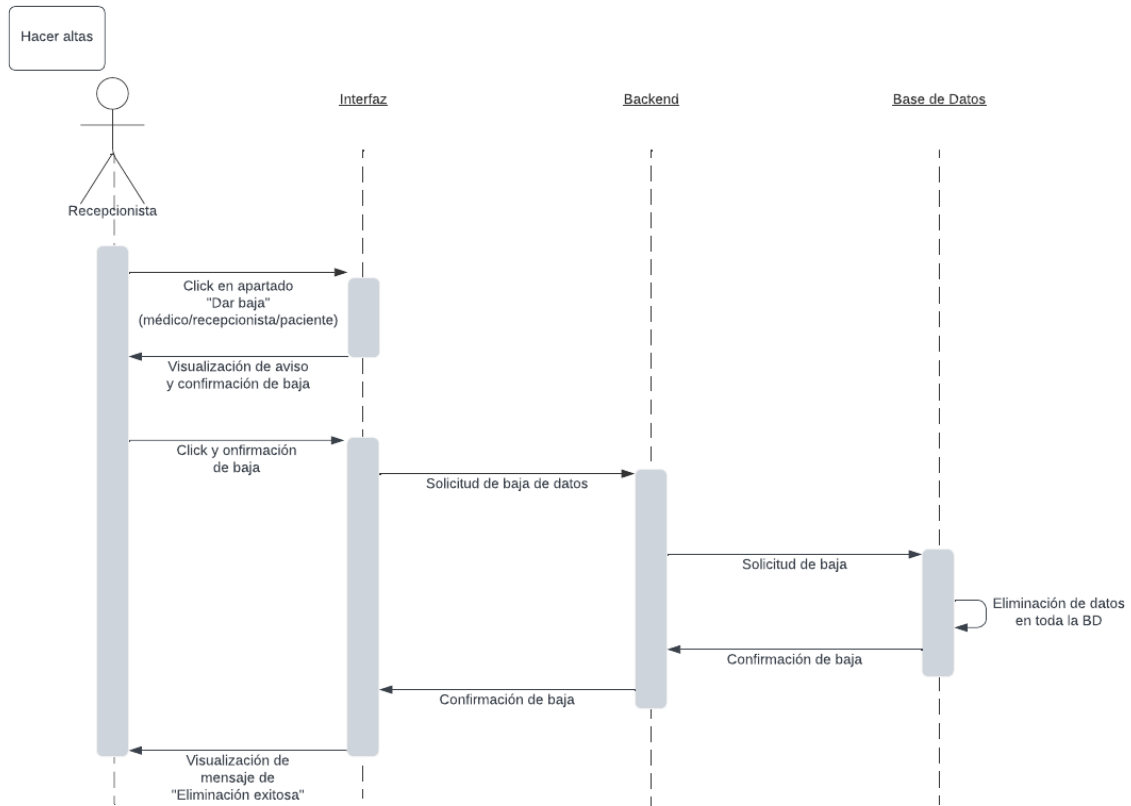 Hacer altas
Interfaz
Backend
Base de Datos
Recepcionista
Click en apartado
"Dar baja"
(médico/recepcionista/paciente)
Visualización de aviso
y confirmación de baja
Click y onfirmación
de baja
Solicitud de baja de datos
Solicitud de baja
Eliminación de datos
en toda la BD
Confirmación de baja
Confirmación de baja
Visualización de
mensaje de
"Eliminación exitosa"